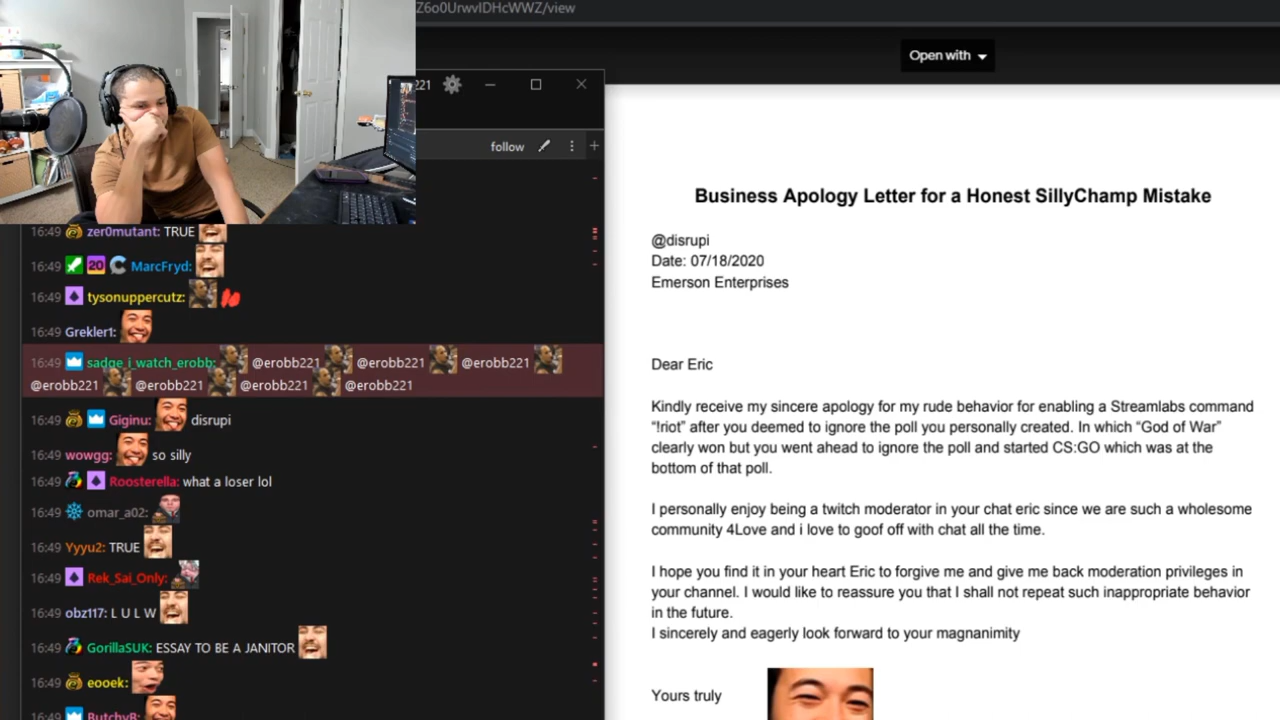 Z6o0UrwvIDHcWWZ/view
Open with
221
follow
16:49 zer0mutant: TRUE
16:49 20 MarcFryd:
16:49 tysonuppercutz:
16:49 Grekler1:
16:49 sadge_i_watch_erobb: @erobb221 @erobb221 @erobb221
@erobb221 @erobb221 @erobb221 @erobb221
16:49 Giginu: disrupi
16:49 wowgg: so silly
16:49 Roosterella: what a loser lol
16:49 omar_a02:
16:49 Yyyu2: TRUE
16:49 Rek_Sai_Only:
16:49 obz117: L U L W
16:49 GorillaSUK: ESSAY TO BE A JANITOR
16:49 eooek:
16:49 ButchyB:
Business Apology Letter for a Honest SillyChamp Mistake
@disrupi
Date: 07/18/2020
Emerson Enterprises
Dear Eric
Kindly receive my sincere apology for my rude behavior for enabling a Streamlabs command
“!riot” after you deemed to ignore the poll you personally created. In which “God of War”
clearly won but you went ahead to ignore the poll and started CS:GO which was at the
bottom of that poll.
I personally enjoy being a twitch moderator in your chat eric since we are such a wholesome
community 4Love and i love to goof off with chat all the time.
I hope you find it in your heart Eric to forgive me and give me back moderation privileges in
your channel. I would like to reassure you that I shall not repeat such inappropriate behavior
in the future.
I sincerely and eagerly look forward to your magnanimity
Yours truly